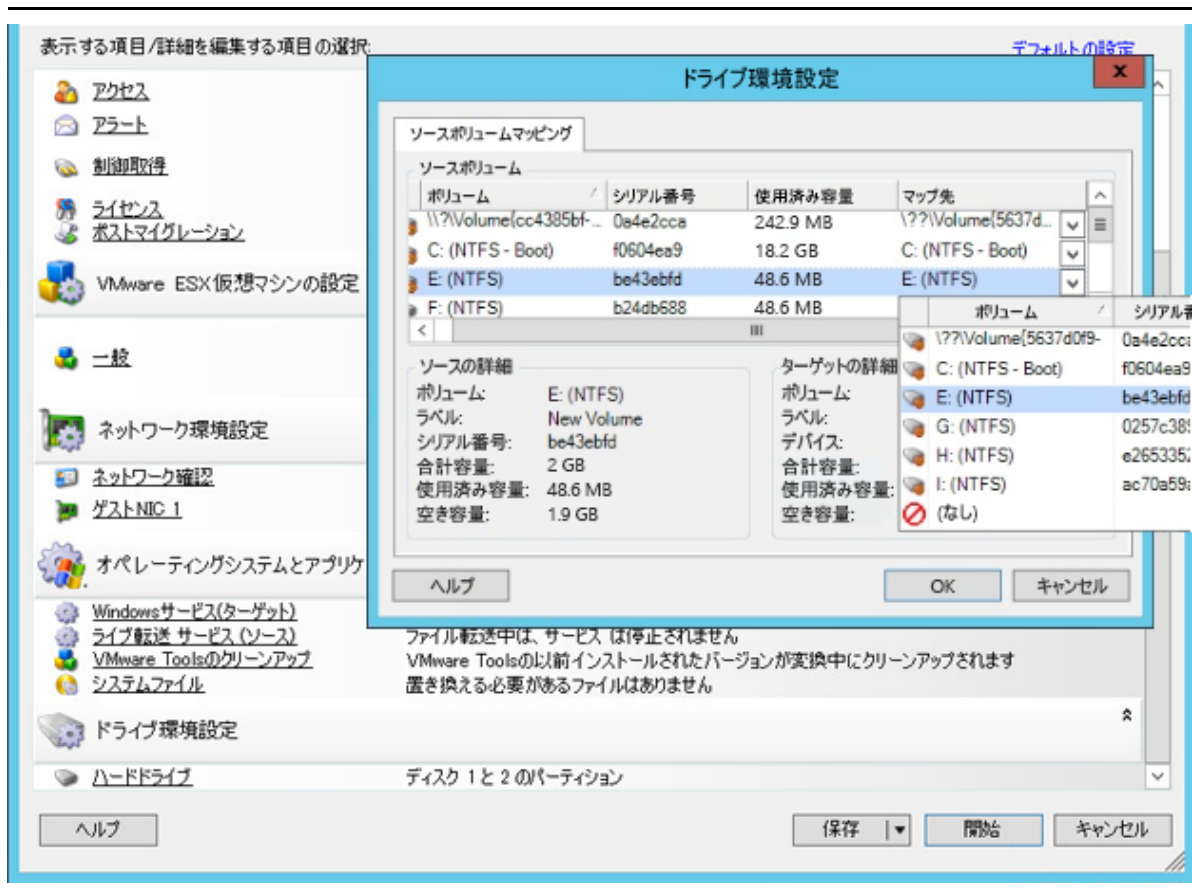 表示する項目/詳細を編集する項目の選択:
デフォルトの設定
アクセス
アラート
制御取得
ライセンス
ポストマイグレーション
VMware ESX仮想マシンの設定
一般
ネットワーク環境設定
ネットワーク確認
ゲストNIC 1
オペレーティングシステムとアプリケ
Windowsサービス(ターゲット)
ライブ転送 サービス (ソース)
ファイル転送中は、サービス は停止されません
VMware Toolsのクリーンアップ
VMware Toolsの以前インストールされたバージョンが変換中にクリーンアップされます
システムファイル
置き換える必要があるファイルはありません
ドライブ環境設定
ハードドライブ
ディスク 1 と 2 のパーティション
ヘルプ
保存
開始
キャンセル
ドライブ環境設定
x
ソースボリュームマッピング
ソースボリューム
ボリューム シリアル番号 使用済み容量 マップ先
\\?\Volume{cc4385bf-... 0a4e2cca 242.9 MB \??\Volume{5637d...
C: (NTFS - Boot) f0604ea9 18.2 GB C: (NTFS - Boot)
E: (NTFS) be43ebfd 48.6 MB E: (NTFS)
F: (NTFS) b24db688 48.6 MB
ソースの詳細
ボリューム: E: (NTFS)
ラベル: New Volume
シリアル番号: be43ebfd
合計容量: 2 GB
使用済み容量: 48.6 MB
空き容量: 1.9 GB
ターゲットの詳細
ボリューム:
ラベル:
デバイス:
合計容量:
使用済み容量:
空き容量:
ボリューム シリアル
\??\Volume{5637d0f9- 0a4e2cc
C: (NTFS - Boot) f0604ea9
E: (NTFS) be43ebfd
G: (NTFS) 0257c38
H: (NTFS) e265335
I: (NTFS) ac70a59
(なし)
ヘルプ
OK
キャンセル